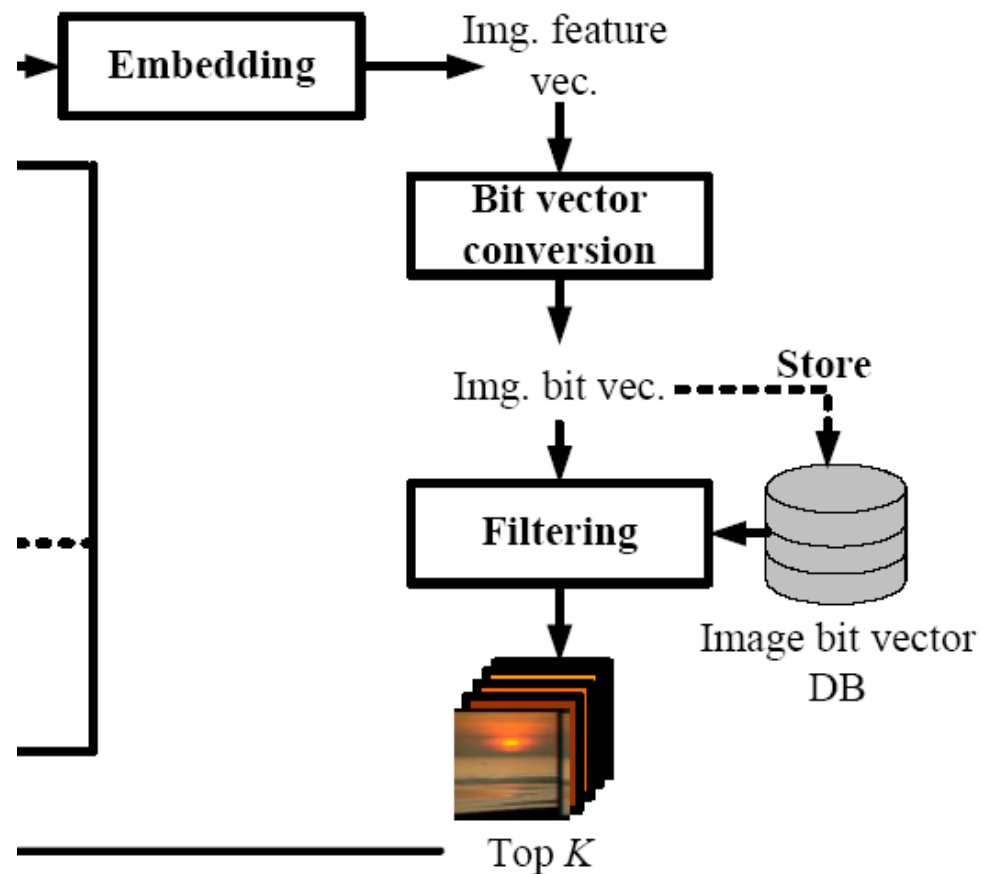 Embedding
Img. feature
vec.
Bit vector
conversion
Img. bit vec.
Store
Filtering
Image bit vector
DB
Top K